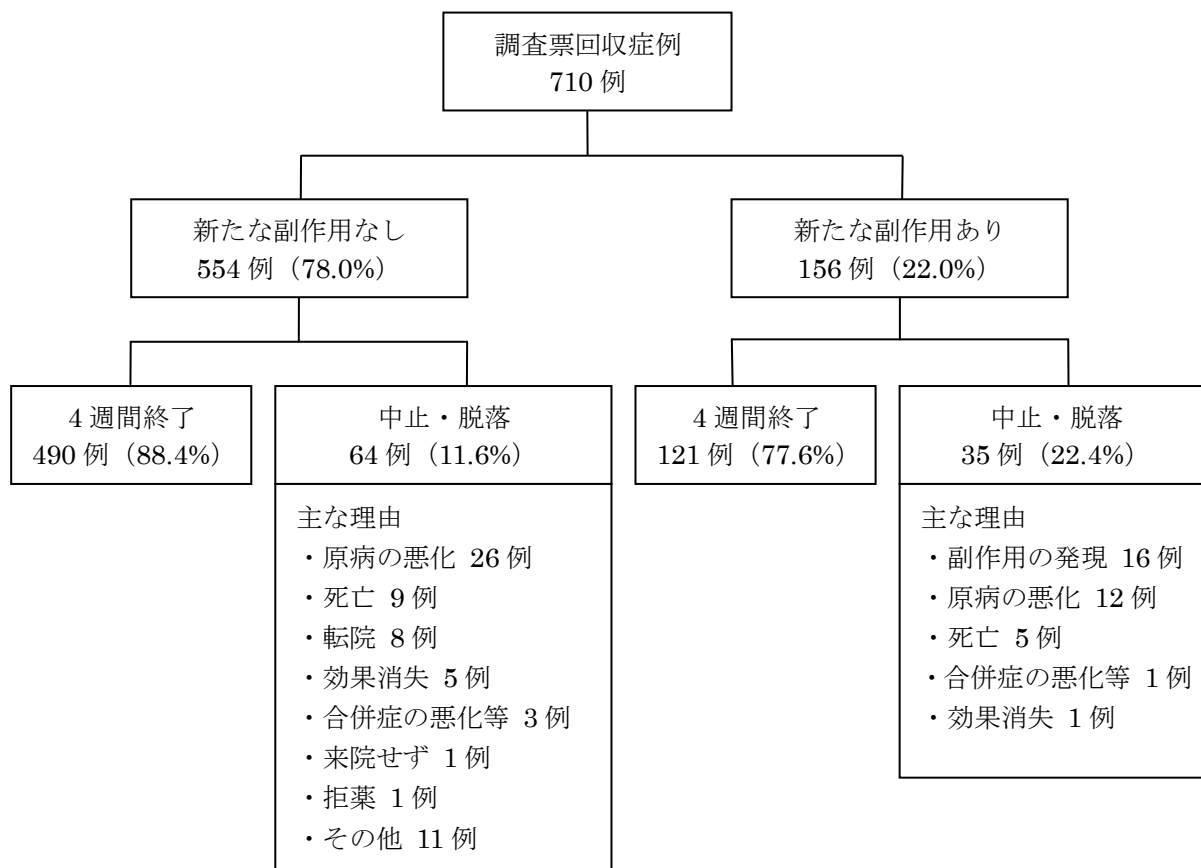 調査票回収症例
710 例
新たな副作用なし
554 例（78.0%）
新たな副作用あり
156 例（22.0%）
4 週間終了
490 例（88.4%）
中止・脱落
64 例（11.6%）
主な理由
・原病の悪化 26 例
・死亡 9 例
・転院 8 例
・効果消失 5 例
・合併症の悪化等 3 例
・来院せず 1 例
・拒薬 1 例
・その他 11 例
4 週間終了
121 例（77.6%）
中止・脱落
35 例（22.4%）
主な理由
・副作用の発現 16 例
・原病の悪化 12 例
・死亡 5 例
・合併症の悪化等 1 例
・効果消失 1 例